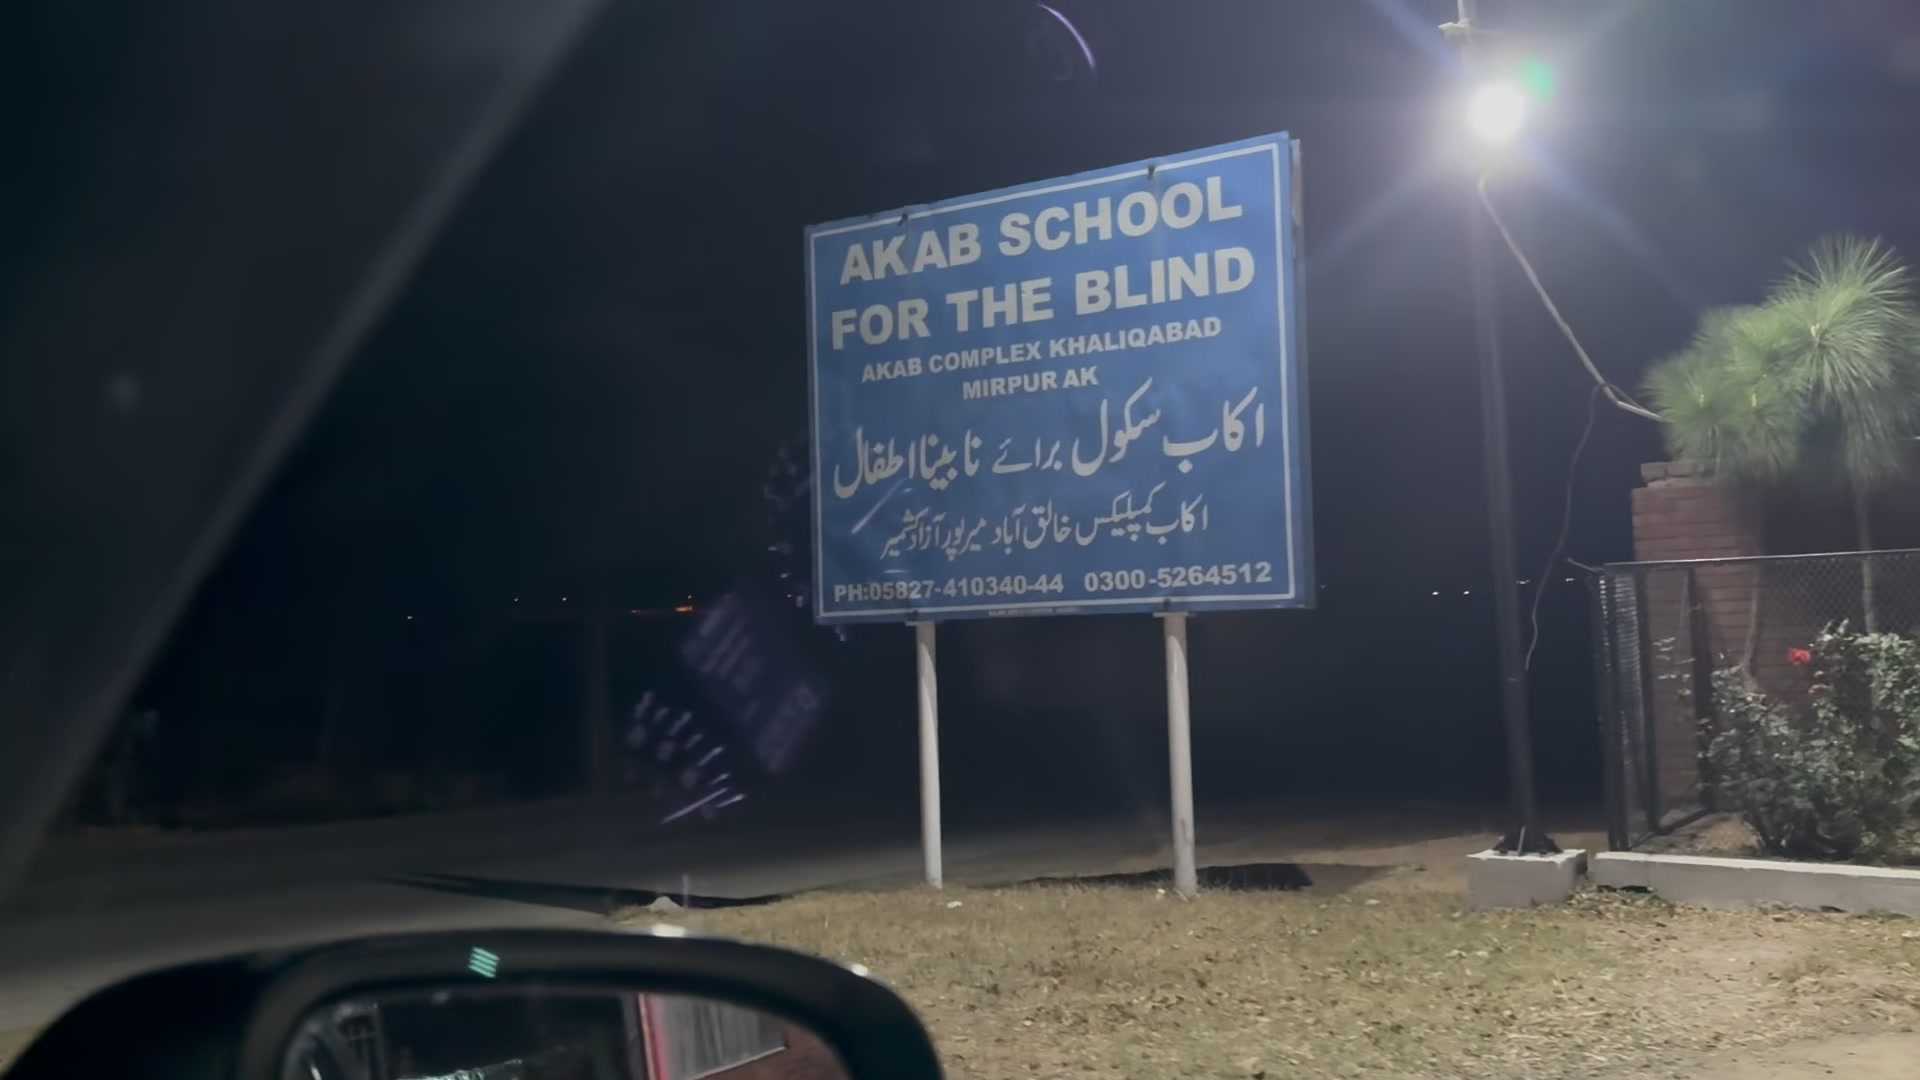 AKAB SCHOOL
FOR THE BLIND
AKAB COMPLEX KHALIQABAD
MIRPUR AK
اکاب سکول برائے نابینا اطفال
اکاب کمپلیکس خالق آباد میرپور آزاد کشمیر
PH:05827-410340-44 0300-5264512